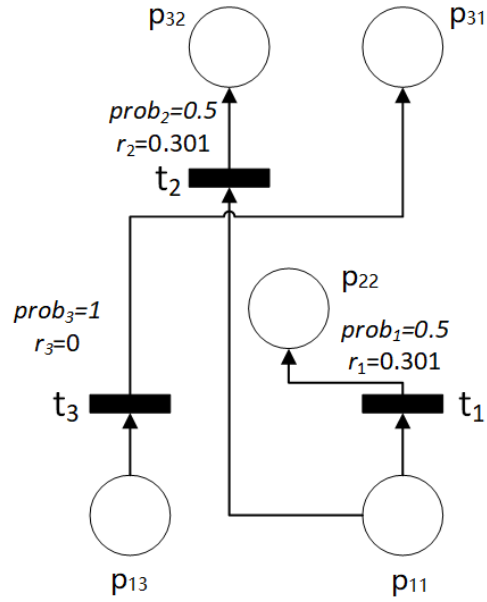 p32
p31
prob2=0.5
r2=0.301
t2
p22
prob3=1
r3=0
prob1=0.5
r1=0.301
t3
t1
p13
p11